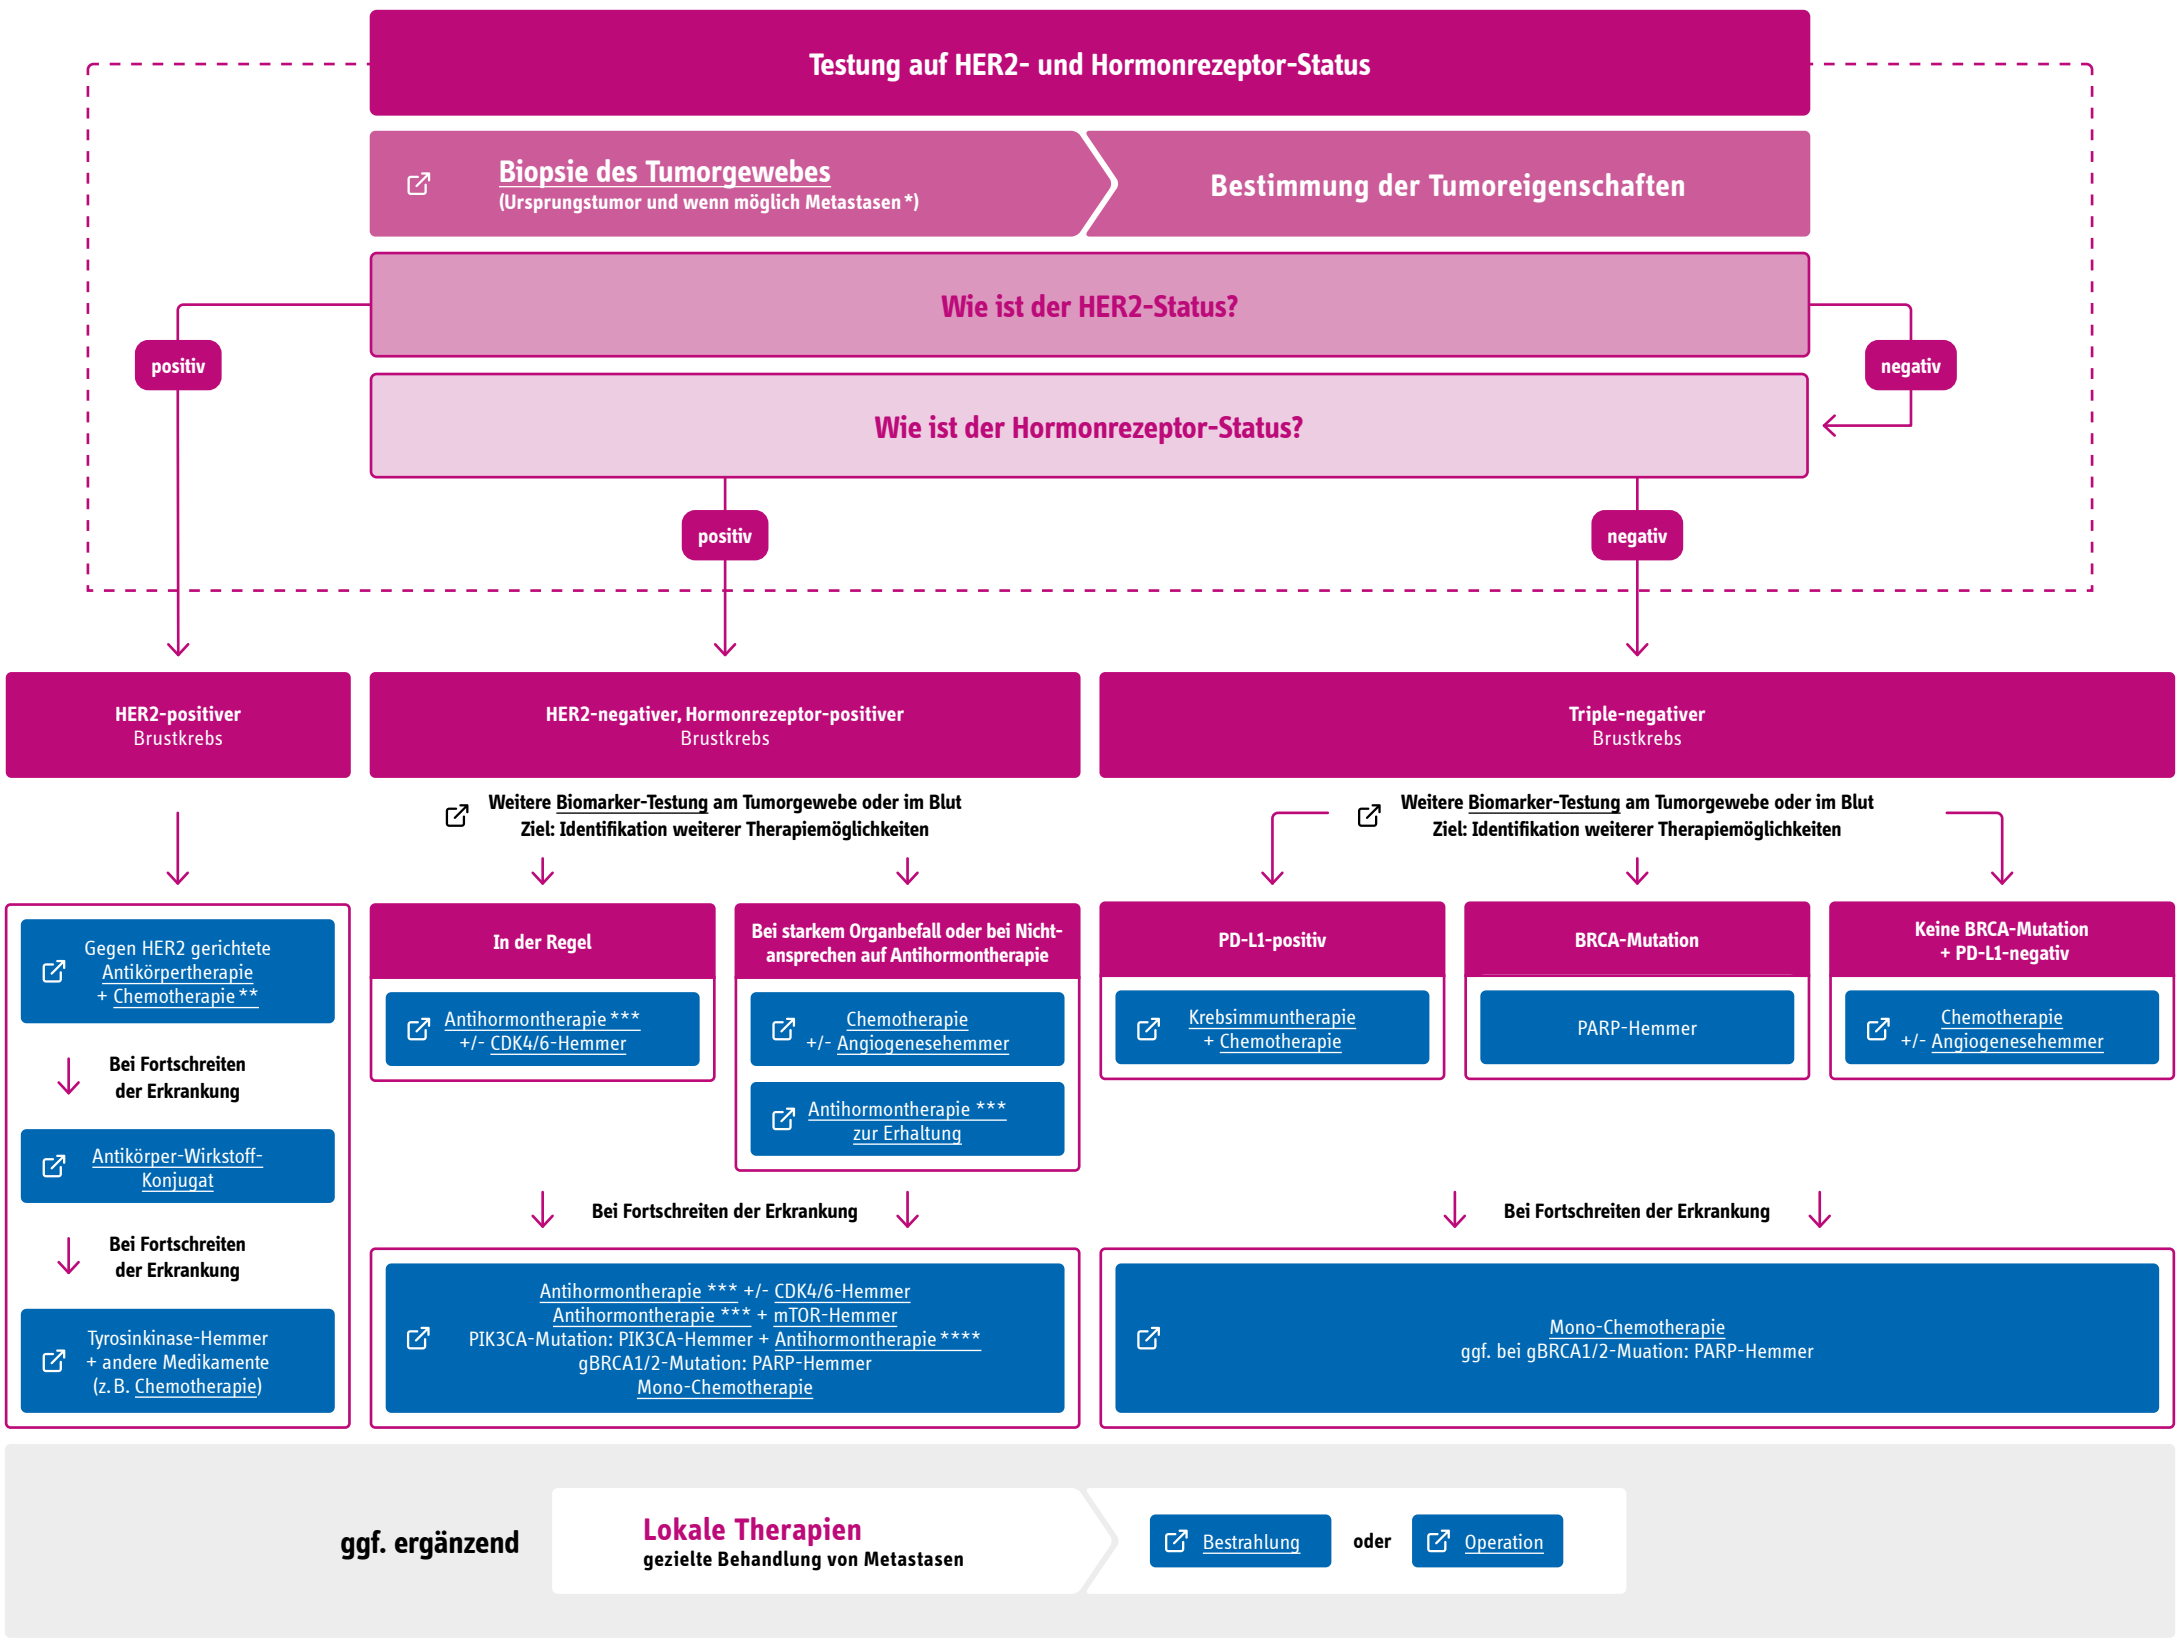 Testung auf HER2- und Hormonrezeptor-Status
Biopsie des Tumorgewebes
(Ursprungstumor und wenn möglich Metastasen*)
Bestimmung der Tumoreigenschaften
Wie ist der HER2-Status?
positiv
negativ
Wie ist der Hormonrezeptor-Status?
positiv
negativ
HER2-positiver
Brustkrebs
HER2-negativer, Hormonrezeptor-positiver
Brustkrebs
Triple-negativer
Brustkrebs
Weitere Biomarker-Testung am Tumorgewebe oder im Blut
Ziel: Identifikation weiterer Therapiemöglichkeiten
Weitere Biomarker-Testung am Tumorgewebe oder im Blut
Ziel: Identifikation weiterer Therapiemöglichkeiten
Gegen HER2 gerichtete
Antikörpertherapie
+ Chemotherapie**
Bei Fortschreiten
der Erkrankung
Antikörper-Wirkstoff-
Konjugat
Bei Fortschreiten
der Erkrankung
Tyrosinkinase-Hemmer
+ andere Medikamente
(z. B. Chemotherapie)
In der Regel
Antihormontherapie***
+/- CDK4/6-Hemmer
Bei starkem Organbefall oder bei Nicht-
ansprechen auf Antihormontherapie
Chemotherapie
+/- Angiogenesehemmer
Antihormontherapie ***
zur Erhaltung
Bei Fortschreiten der Erkrankung
Antihormontherapie *** +/- CDK4/6-Hemmer
Antihormontherapie *** + mTOR-Hemmer
PIK3CA-Mutation: PIK3CA-Hemmer + Antihormontherapie****
gBRCA1/2-Mutation: PARP-Hemmer
Mono-Chemotherapie
PD-L1-positiv
Krebsimmuntherapie
+ Chemotherapie
BRCA-Mutation
PARP-Hemmer
Keine BRCA-Mutation
+ PD-L1-negativ
Chemotherapie
+/- Angiogenesehemmer
Bei Fortschreiten der Erkrankung
Mono-Chemotherapie
ggf. bei gBRCA1/2-Muation: PARP-Hemmer
ggf. ergänzend
Lokale Therapien
gezielte Behandlung von Metastasen
Bestrahlung
oder
Operation